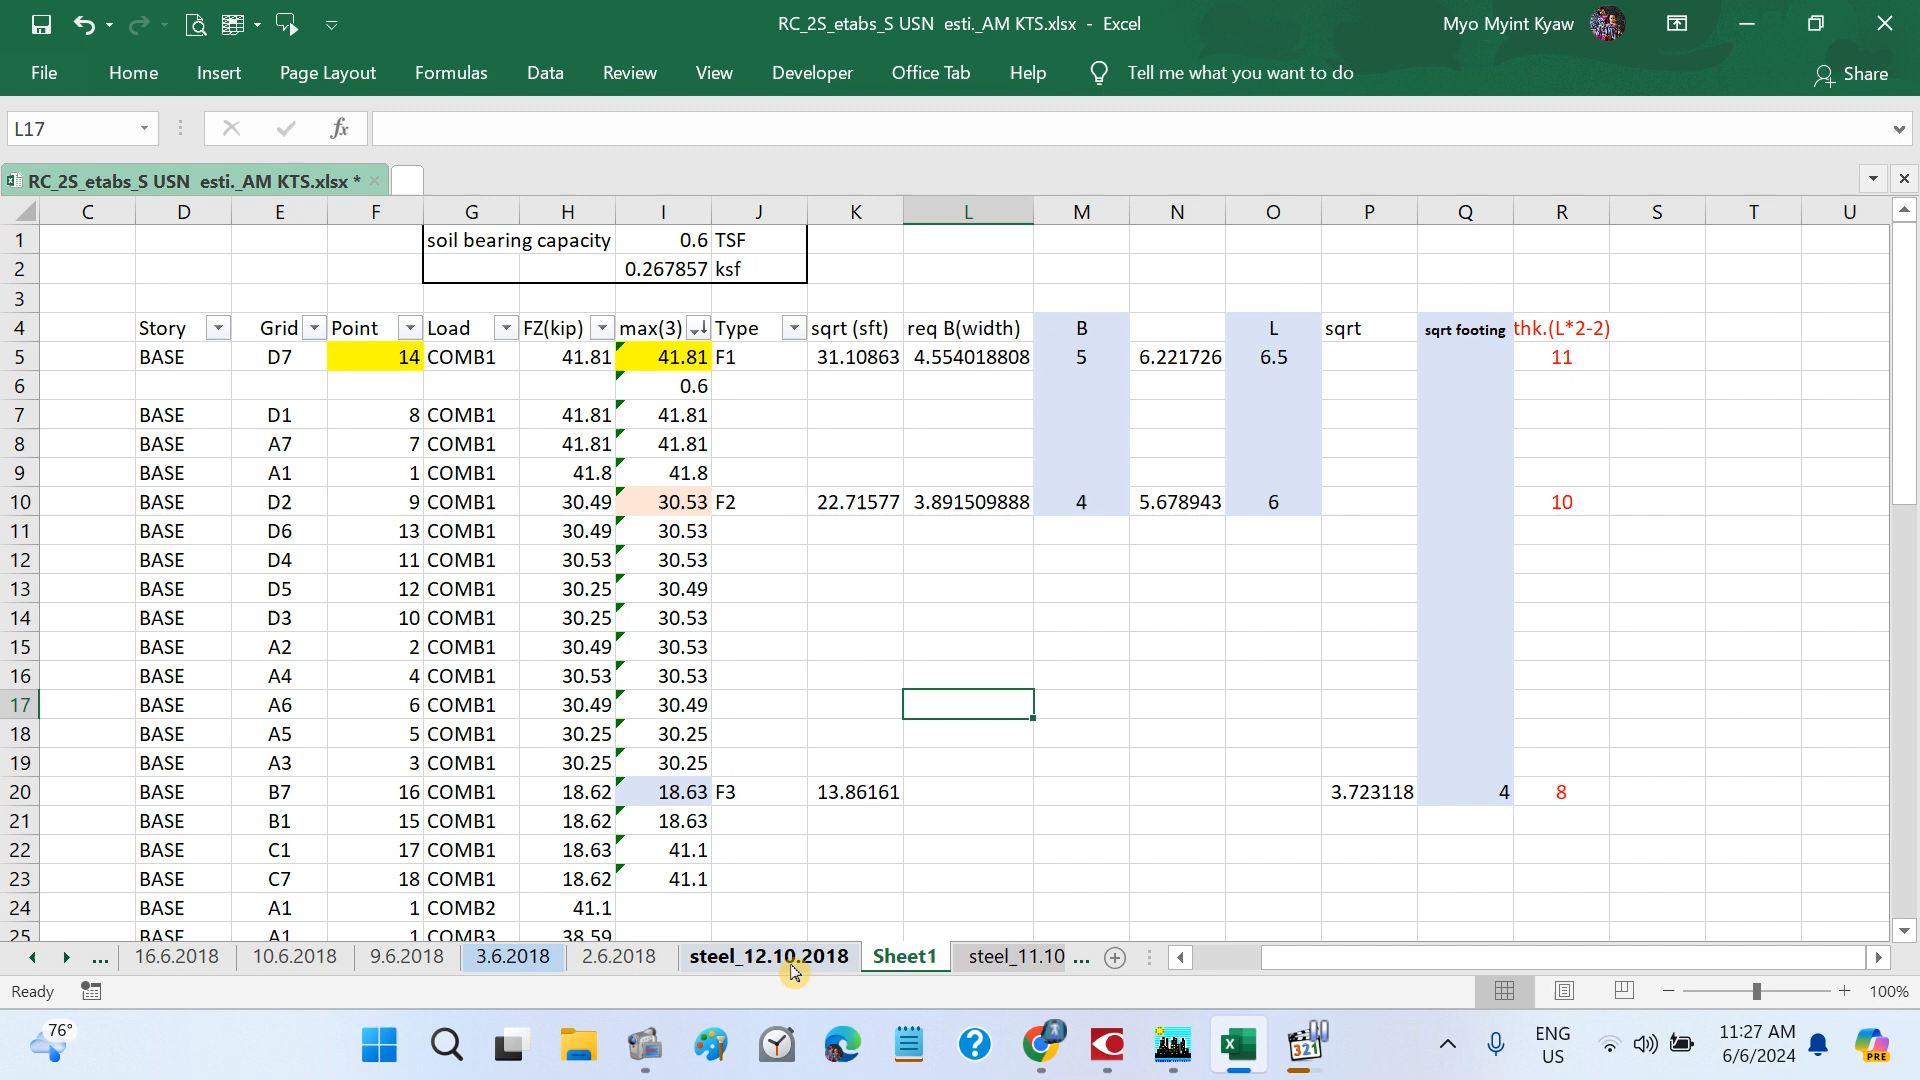 RC_2S_etabs_S USN  esti._AM KTS.xlsx - Excel
Myo Myint Kyaw
File Home Insert Page Layout Formulas Data Review View Developer Office Tab Help Tell me what you want to do Share
L17 fx
RC_2S_etabs_S USN  esti._AM KTS.xlsx *
C D E F G H I J K L M N O P Q R S T U
1 soil bearing capacity 0.6 TSF
2 0.267857 ksf
3
4 Story Grid Point Load FZ(kip) max(3) Type sqrt (sft) req B(width) B L sqrt sqrt footing thk.(L*2-2)
5 BASE D7 14 COMB1 41.81 41.81 F1 31.10863 4.554018808 5 6.221726 6.5 11
6 0.6
7 BASE D1 8 COMB1 41.81 41.81
8 BASE A7 7 COMB1 41.81 41.81
9 BASE A1 1 COMB1 41.8 41.8
10 BASE D2 9 COMB1 30.49 30.53 F2 22.71577 3.891509888 4 5.678943 6 10
11 BASE D6 13 COMB1 30.49 30.53
12 BASE D4 11 COMB1 30.53 30.53
13 BASE D5 12 COMB1 30.25 30.49
14 BASE D3 10 COMB1 30.25 30.53
15 BASE A2 2 COMB1 30.49 30.53
16 BASE A4 4 COMB1 30.53 30.53
17 BASE A6 6 COMB1 30.49 30.49
18 BASE A5 5 COMB1 30.25 30.25
19 BASE A3 3 COMB1 30.25 30.25
20 BASE B7 16 COMB1 18.62 18.63 F3 13.86161 3.723118 4 8
21 BASE B1 15 COMB1 18.62 18.63
22 BASE C1 17 COMB1 18.63 41.1
23 BASE C7 18 COMB1 18.62 41.1
24 BASE A1 1 COMB2 41.1
25 BASE A1 1 COMB3 38.59
... 16.6.2018 10.6.2018 9.6.2018 3.6.2018 2.6.2018 steel_12.10.2018 Sheet1 steel_11.10 ...
Ready 100%
76° 321 ENG 11:27 AM PRE
US 6/6/2024